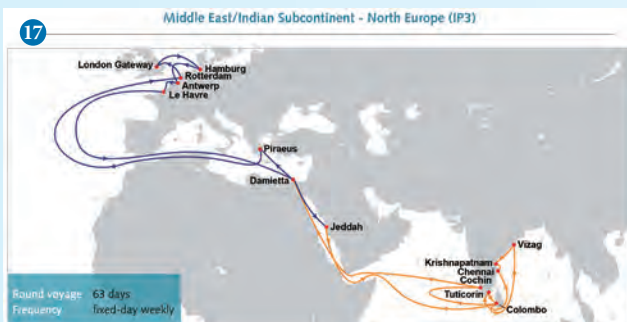 Middle East/Indian Subcontinent - North Europe (IP3)
17
London Gateway
Hamburg
Rotterdam
Antwerp
Le Havre
Piraeus
Damietta
Jeddah
Vizag
Krishnapatnam
Chennai
Cochin
Tuticorin
Colombo
Round voyage 63 days
Frequency fixed-day weekly